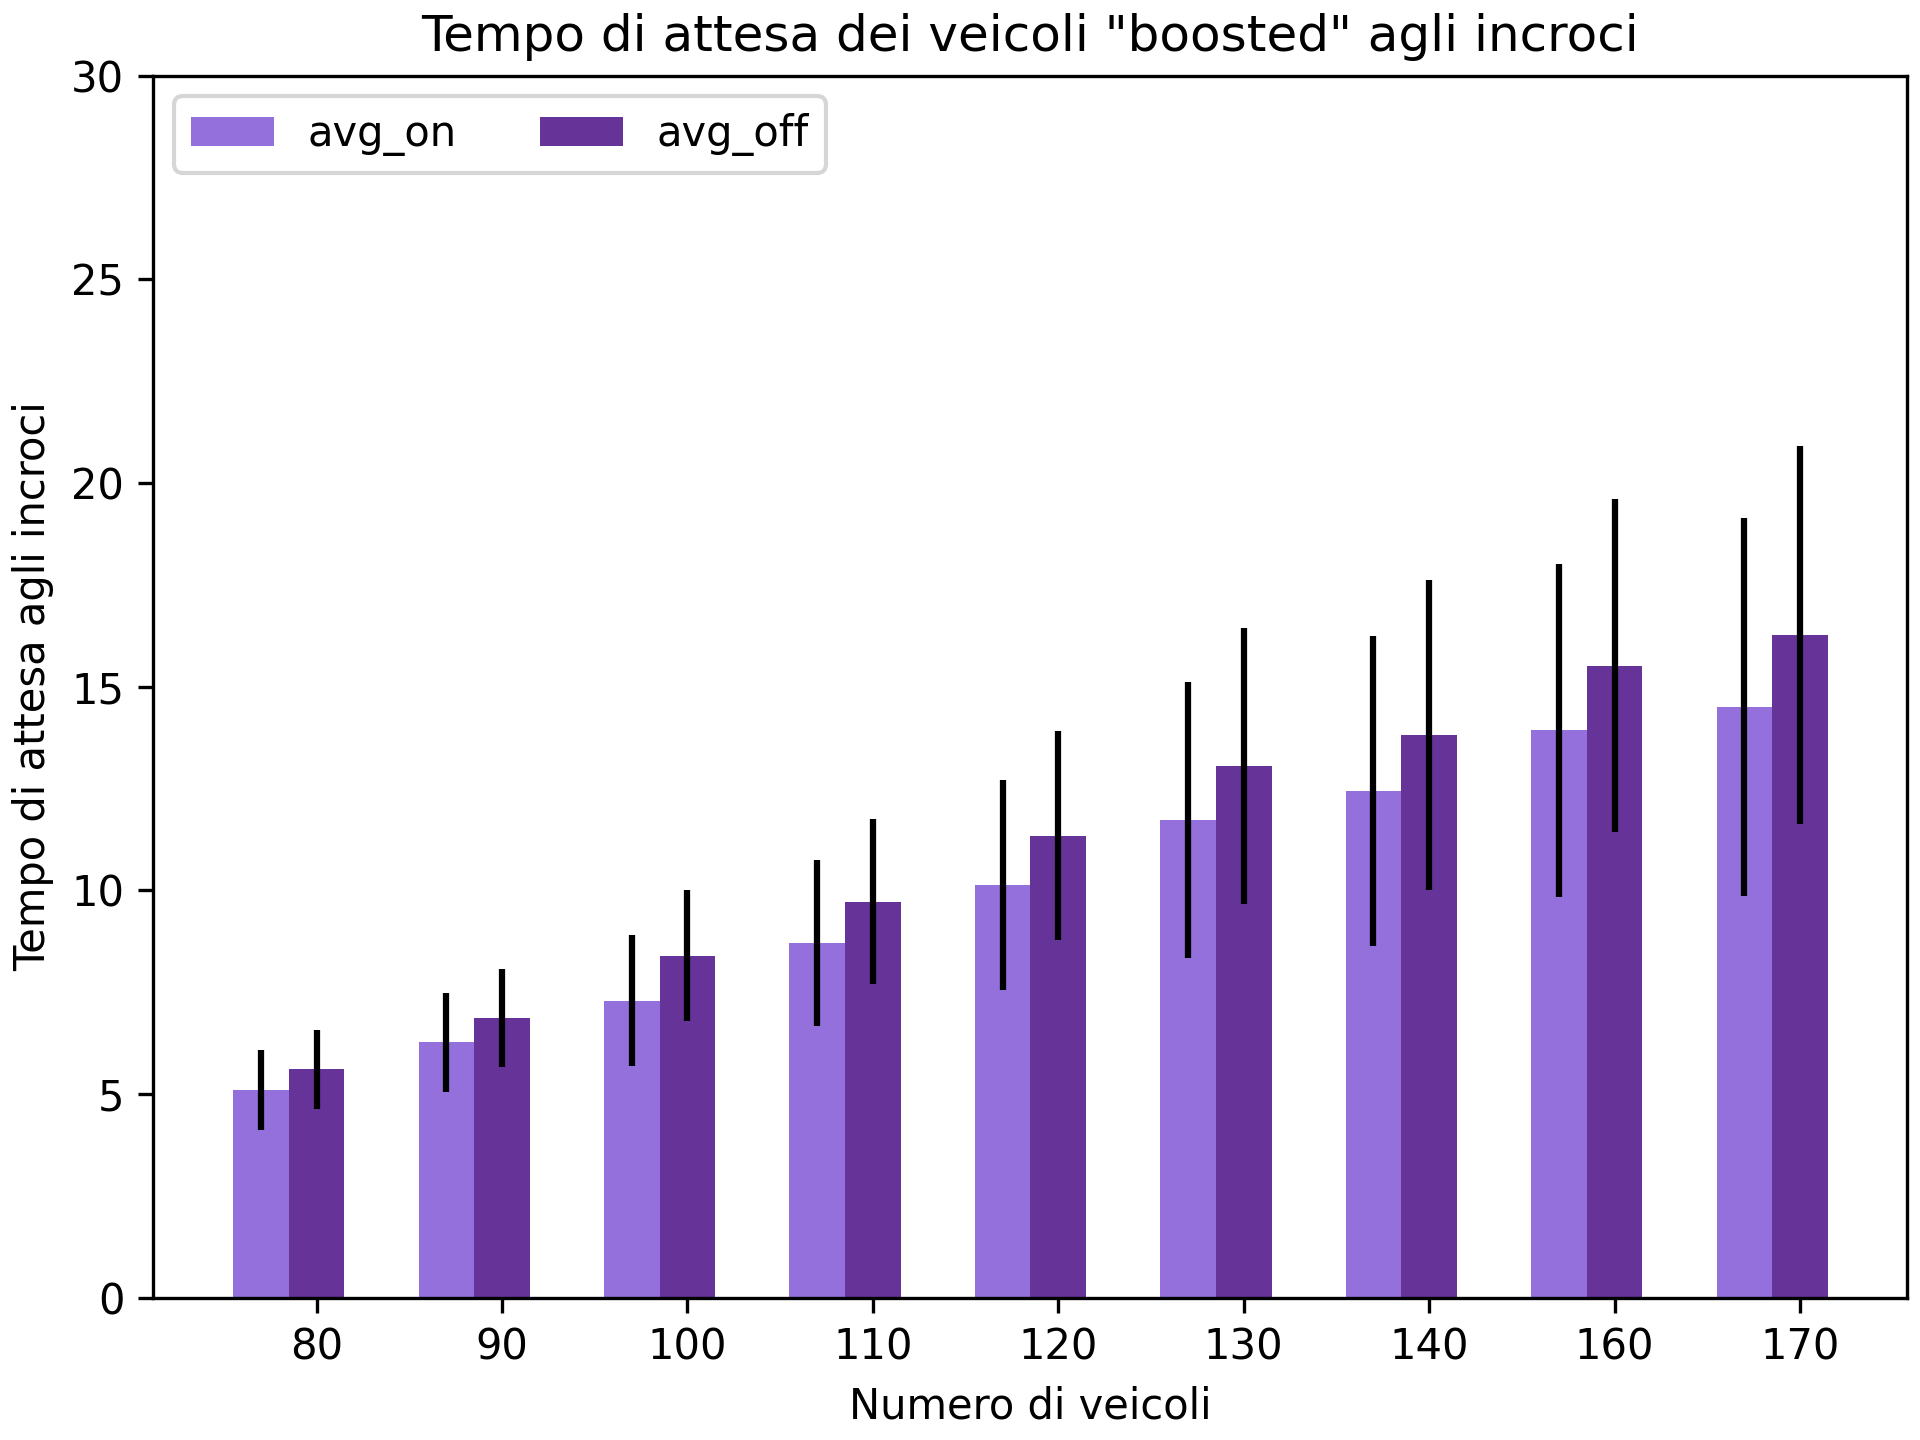 Tempo di attesa dei veicoli "boosted" agli incroci
avg_on avg_off
30
25
20
15
10
5
0
Tempo di attesa agli incroci
80 90 100 110 120 130 140 160 170
Numero di veicoli